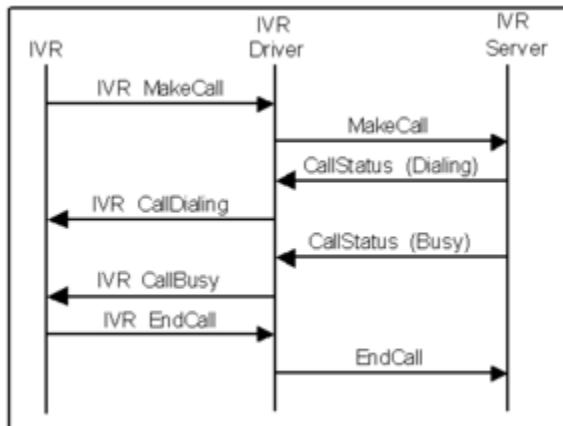 IVR
IVR
Driver
IVR
Server
IVR MakeCall
MakeCall
CallStatus (Dialing)
IVR CallDialing
CallStatus (Busy)
IVR CallBusy
IVR EndCall
EndCall